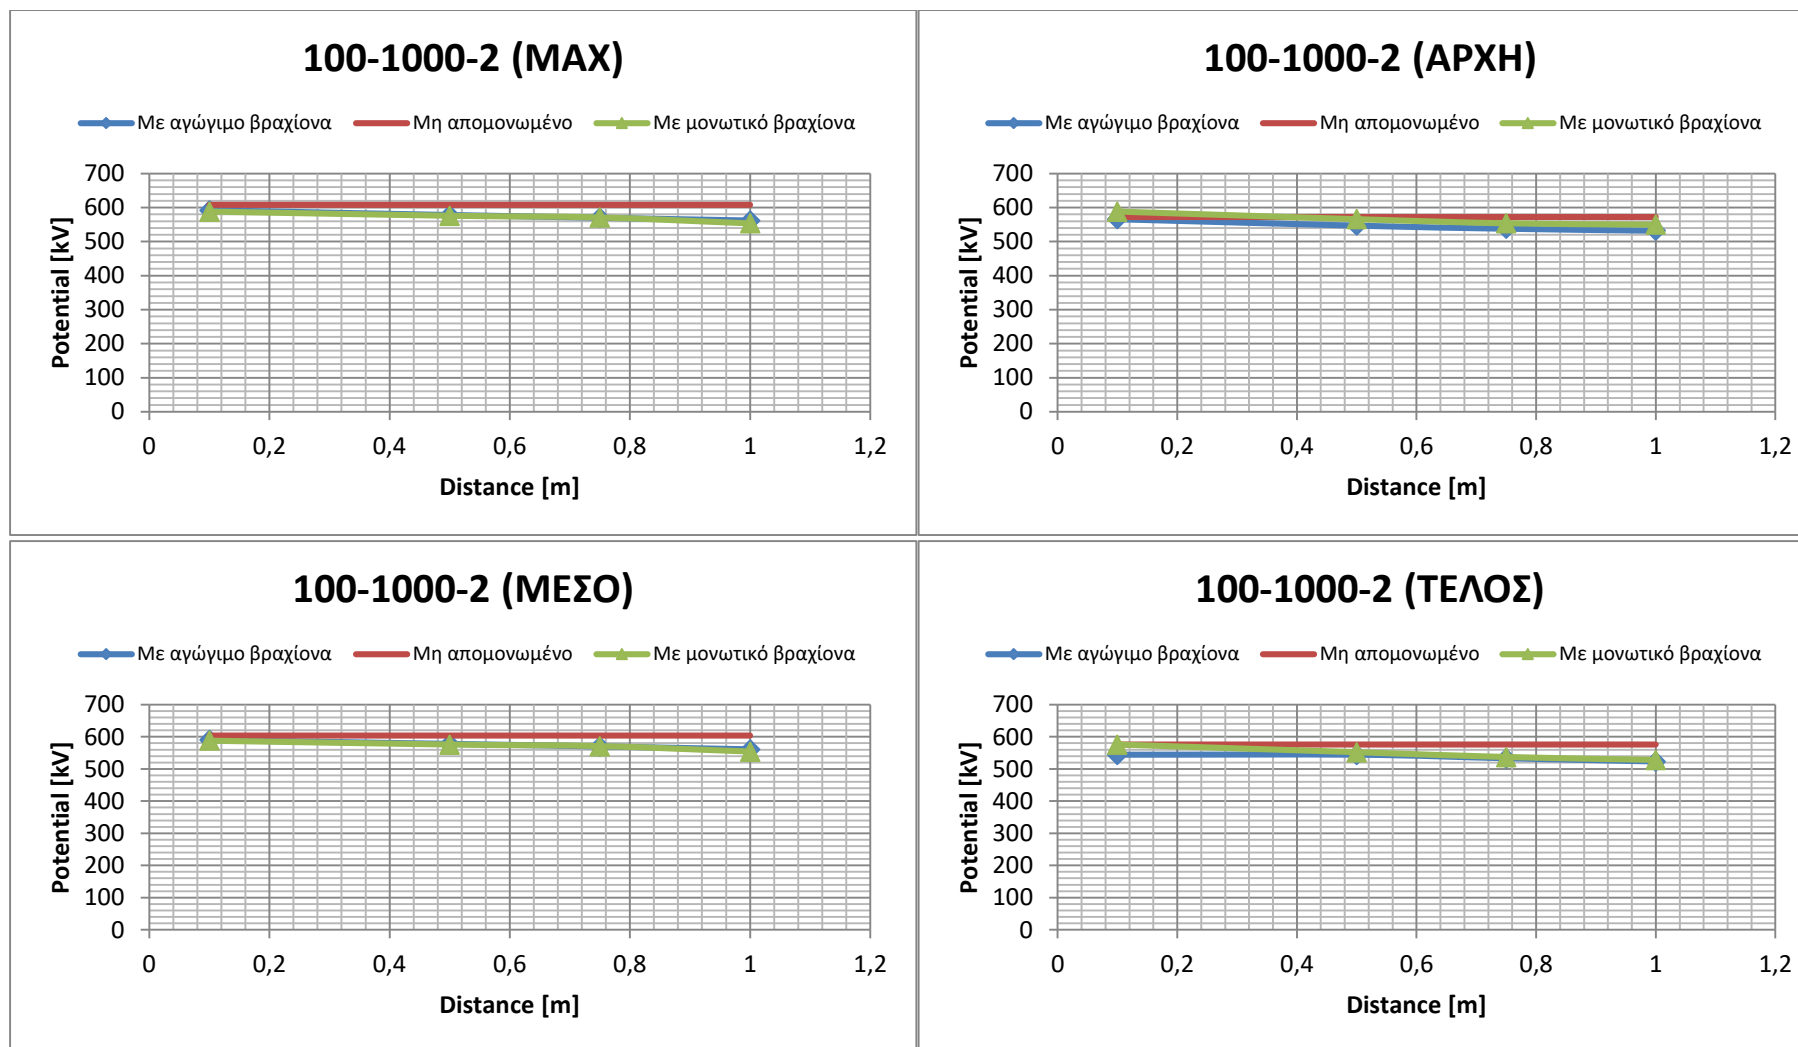 100-1000-2 (MAX)
Με αγώγιμο βραχίονα Μη απομονωμένο Με μονωτικό βραχίονα
700
600
500
400
300
200
100
0
Potential [kV]
0 0,2 0,4 0,6 0,8 1 1,2
Distance [m]
100-1000-2 (ΑΡΧΗ)
Με αγώγιμο βραχίονα Μη απομονωμένο Με μονωτικό βραχίονα
700
600
500
400
300
200
100
0
Potential [kV]
0 0,2 0,4 0,6 0,8 1 1,2
Distance [m]
100-1000-2 (ΜΕΣΟ)
Με αγώγιμο βραχίονα Μη απομονωμένο Με μονωτικό βραχίονα
700
600
500
400
300
200
100
0
Potential [kV]
0 0,2 0,4 0,6 0,8 1 1,2
Distance [m]
100-1000-2 (ΤΕΛΟΣ)
Με αγώγιμο βραχίονα Μη απομονωμένο Με μονωτικό βραχίονα
700
600
500
400
300
200
100
0
Potential [kV]
0 0,2 0,4 0,6 0,8 1 1,2
Distance [m]